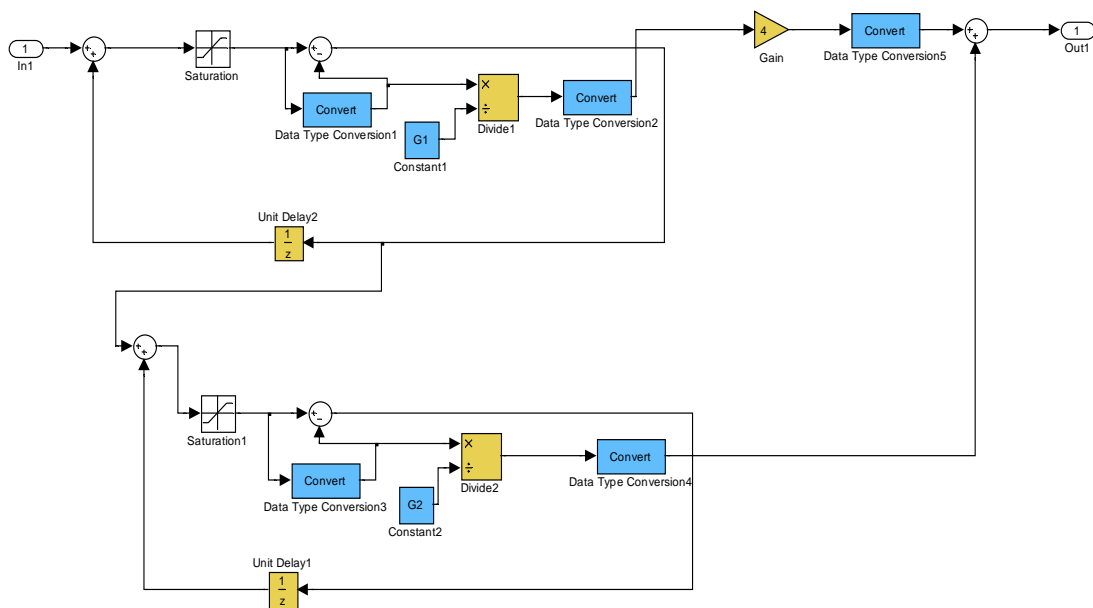 1
In1
+
+
Saturation
+
-
Convert
Data Type Conversion1
G1
Constant1
×
÷
Divide1
Convert
Data Type Conversion2
4
Gain
Convert
Data Type Conversion5
+
+
1
Out1
Unit Delay2
1
z
+
+
Saturation1
+
-
Convert
Data Type Conversion3
G2
Constant2
×
÷
Divide2
Convert
Data Type Conversion4
Unit Delay1
1
z